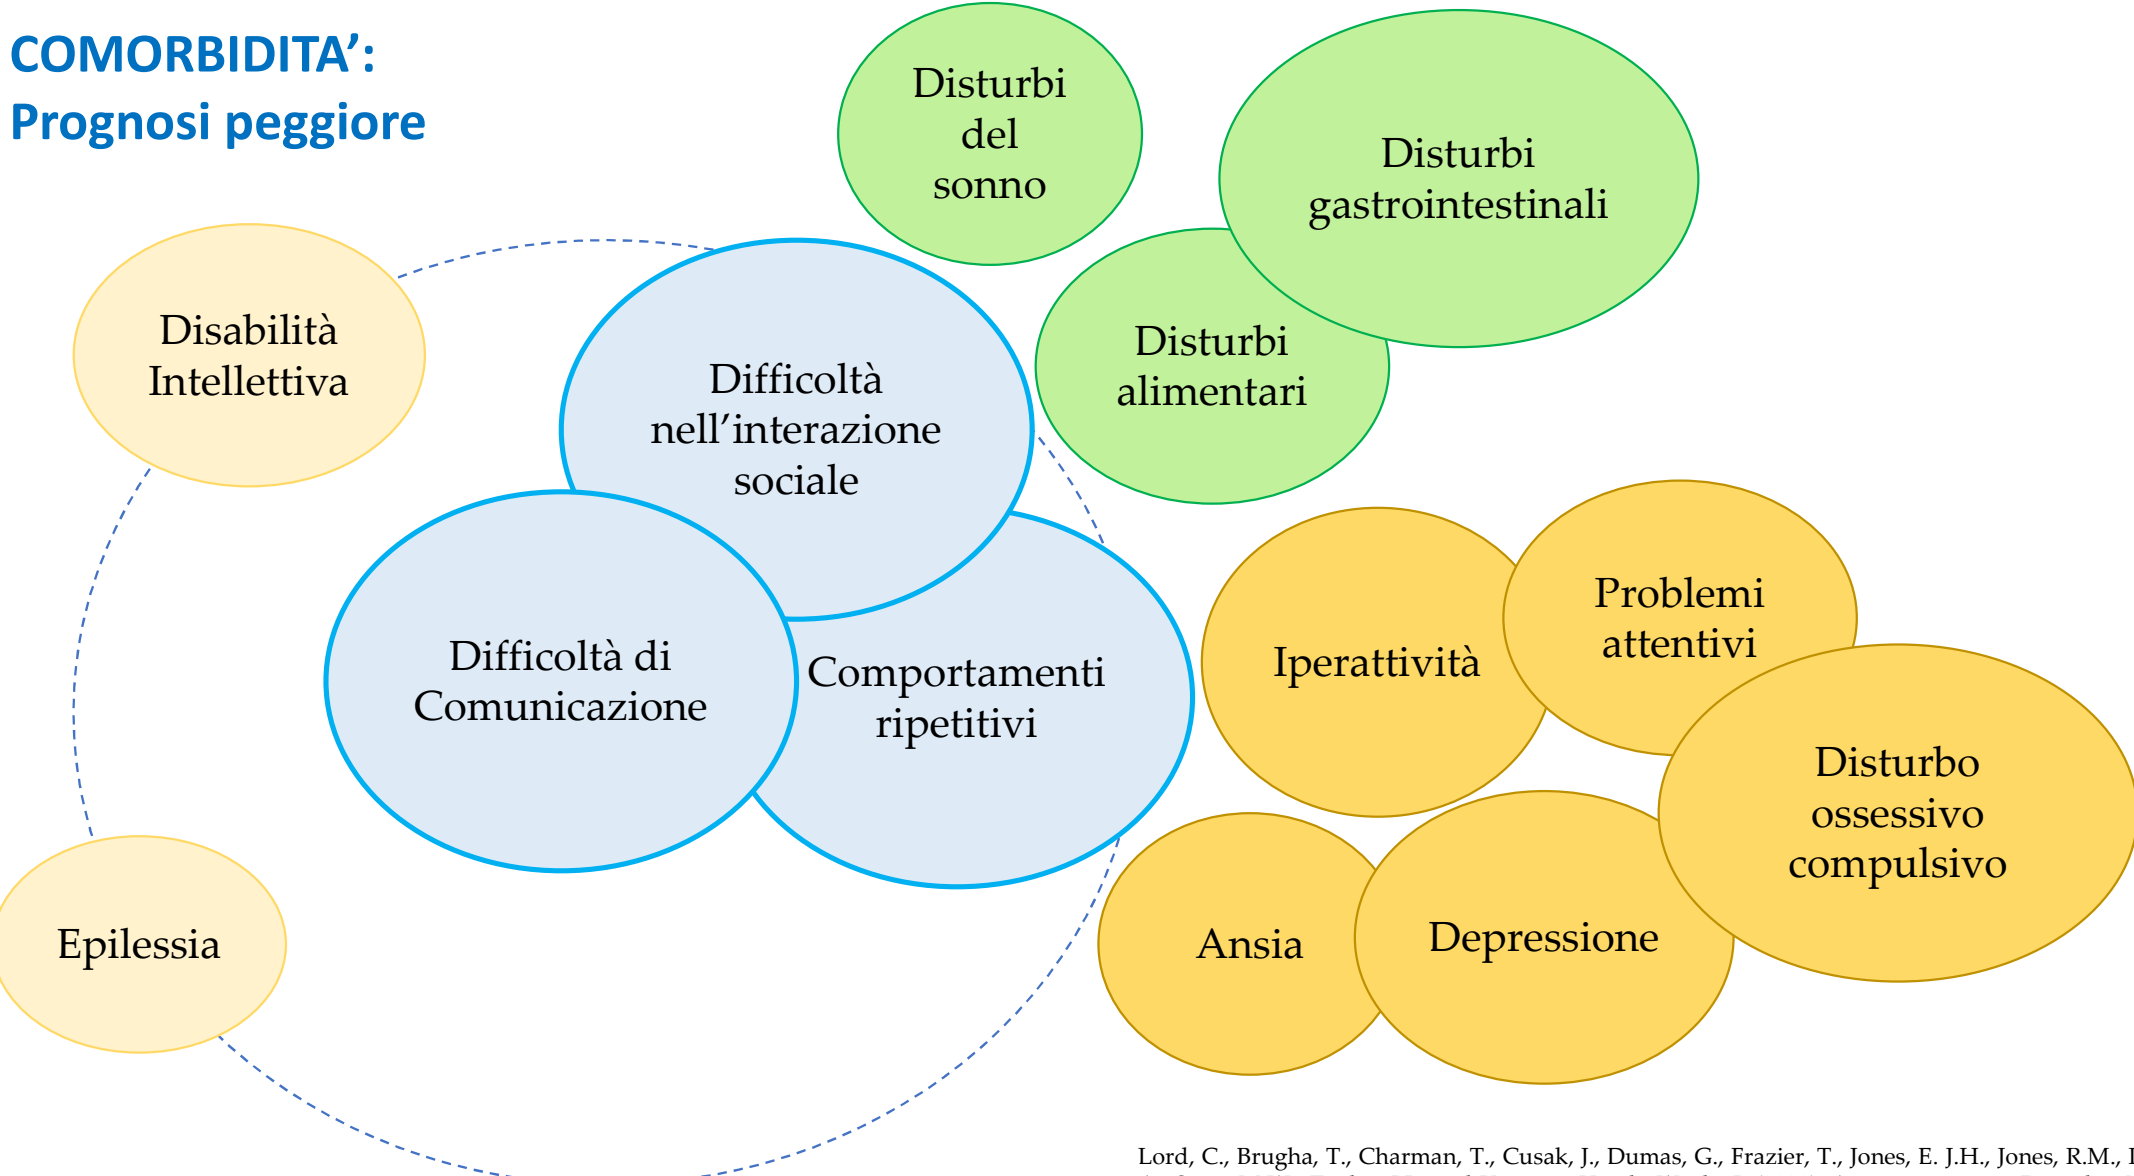 COMORBIDITA’:
Prognosi peggiore
Disturbi
del
sonno
Disturbi
gastrointestinali
Disturbi
alimentari
Disabilità
Intellettiva
Difficoltà
nell’interazione
sociale
Difficoltà di
Comunicazione
Comportamenti
ripetitivi
Iperattività
Problemi
attentivi
Disturbo
ossessivo
compulsivo
Ansia
Depressione
Epilessia
Lord, C., Brugha, T., Charman, T., Cusak, J., Dumas, G., Frazier, T., Jones, E. J.H., Jones, R.M.,